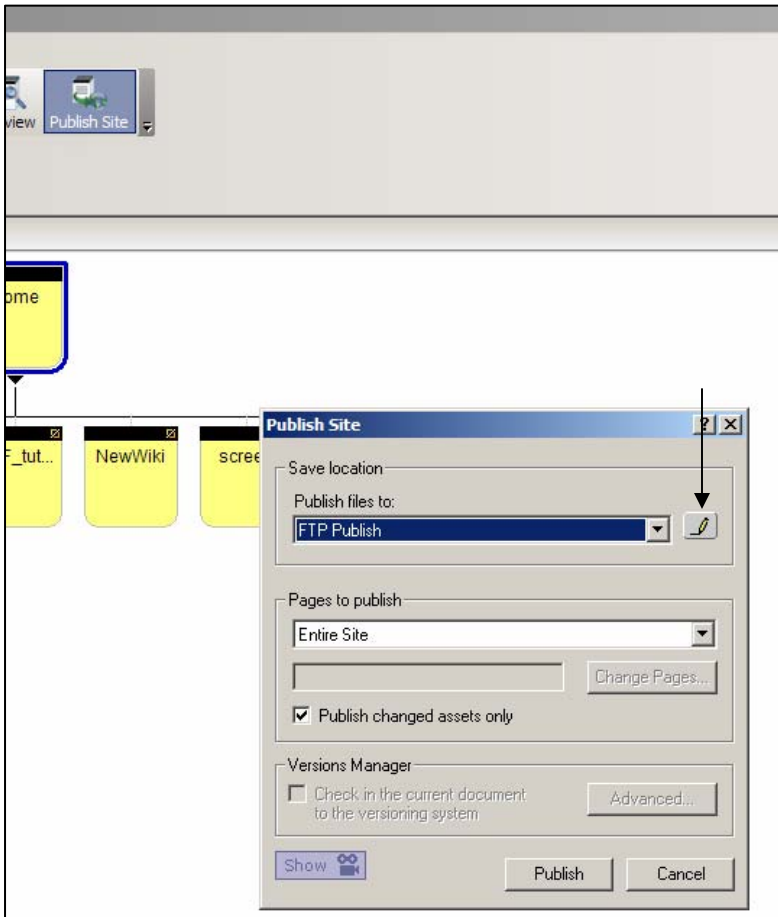 view Publish Site
ome
F_tut... NewWiki scree
Publish Site
Save location
Publish files to:
FTP Publish
Pages to publish
Entire Site
Change Pages...
Publish changed assets only
Versions Manager
Check in the current document
to the versioning system
Advanced...
Show
Publish Cancel